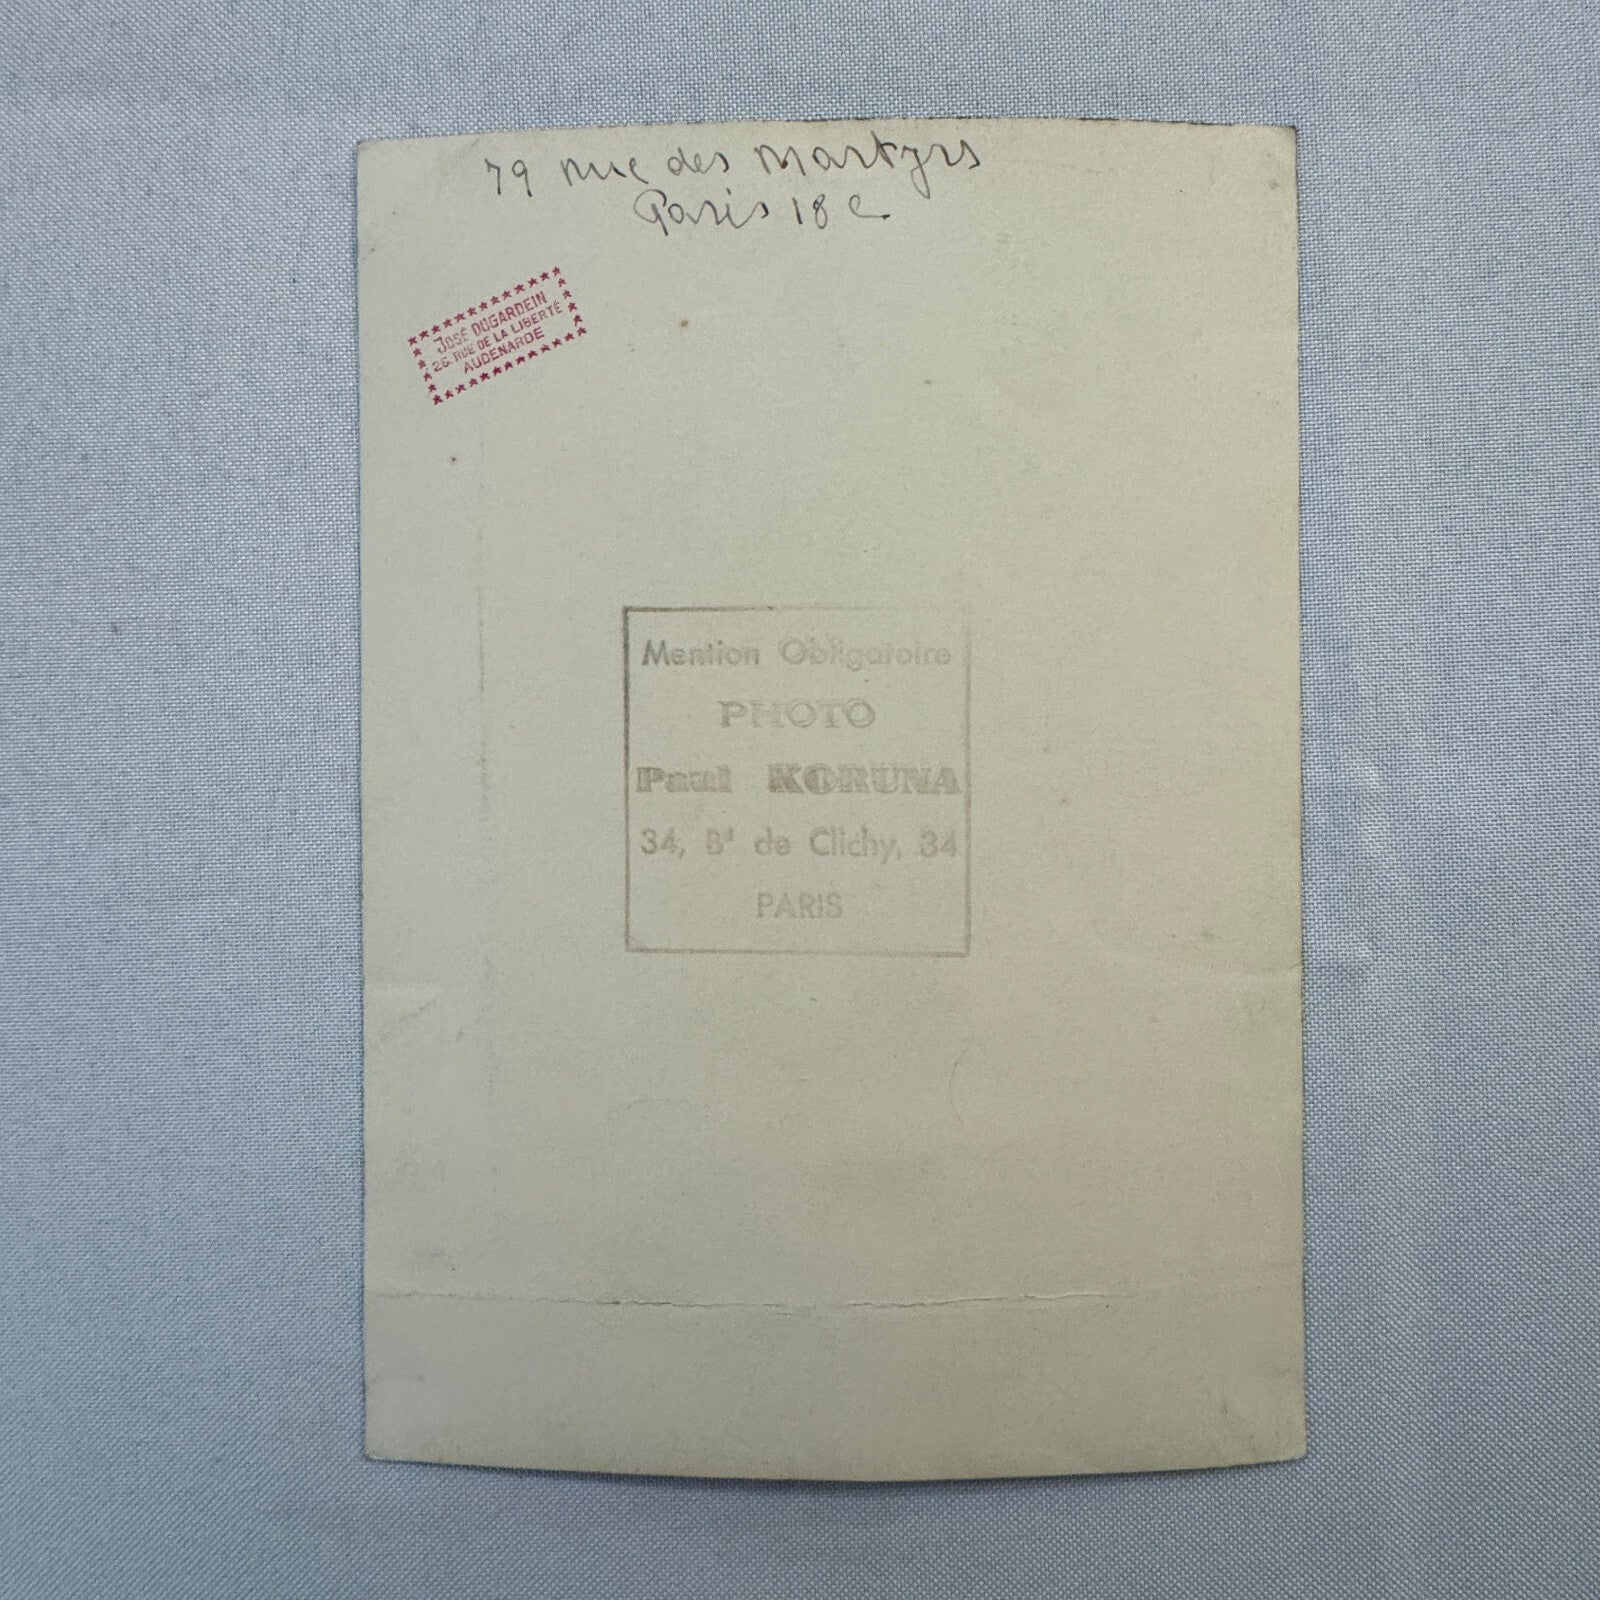 79 rue des Martyrs
Paris 18e
JOSÉ DUGARDEIN
26. RUE DE LA LIBERTÉ
AUDENARDE
Mention Obligatoire
PHOTO
Paul KORUNA
34, Bd de Clichy, 34
PARIS